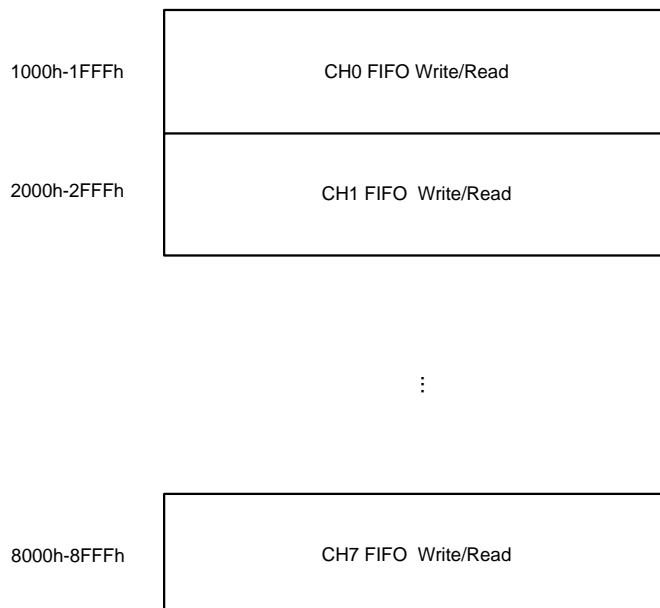 1000h-1FFFh CH0 FIFO Write/Read
2000h-2FFFh CH1 FIFO  Write/Read
⋮
8000h-8FFFh CH7 FIFO  Write/Read